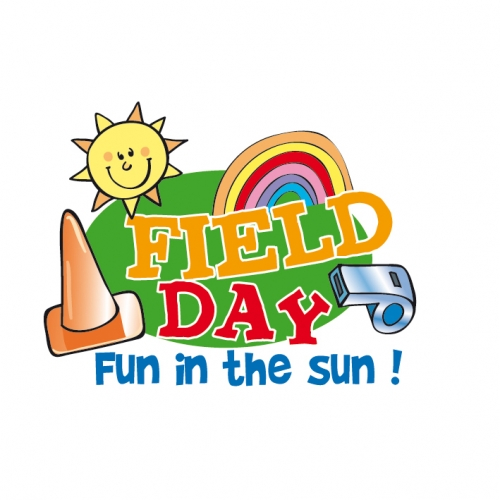 FIELD
DAY
Fun in the sun !